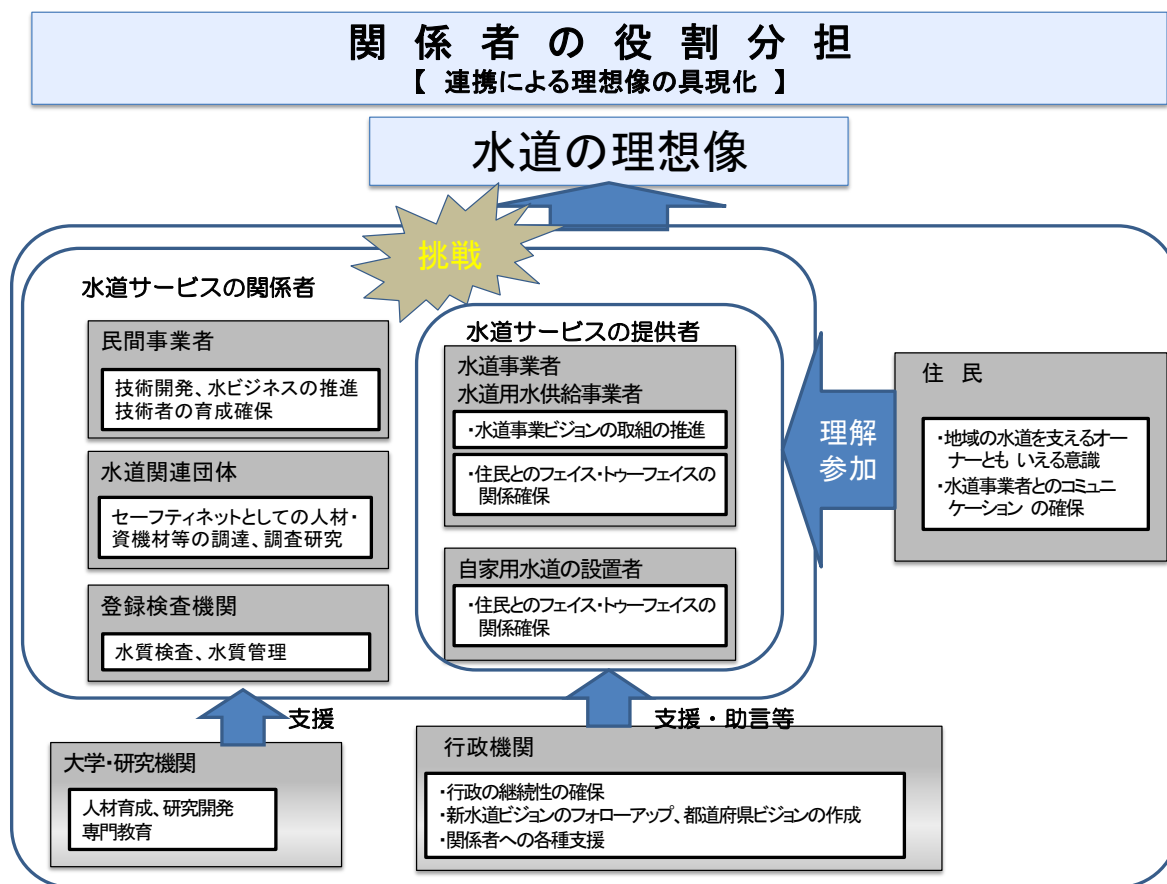 関係者の役割分担
【 連携による理想像の具現化 】
水道の理想像
挑戦
水道サービスの関係者
民間事業者
技術開発、水ビジネスの推進
技術者の育成確保
水道関連団体
セーフティネットとしての人材・
資機材等の調達、調査研究
登録検査機関
水質検査、水質管理
水道サービスの提供者
水道事業者
水道用水供給事業者
・水道事業ビジョンの取組の推進
・住民とのフェイス・トゥーフェイスの
関係確保
自家用水道の設置者
・住民とのフェイス・トゥーフェイスの
関係確保
理解
参加
住 民
・地域の水道を支えるオー
ナーとも いえる意識
・水道事業者とのコミュニ
ケーション の確保
支援
大学・研究機関
人材育成、研究開発
専門教育
支援・助言等
行政機関
・行政の継続性の確保
・新水道ビジョンのフォローアップ、都道府県ビジョンの作成
・関係者への各種支援